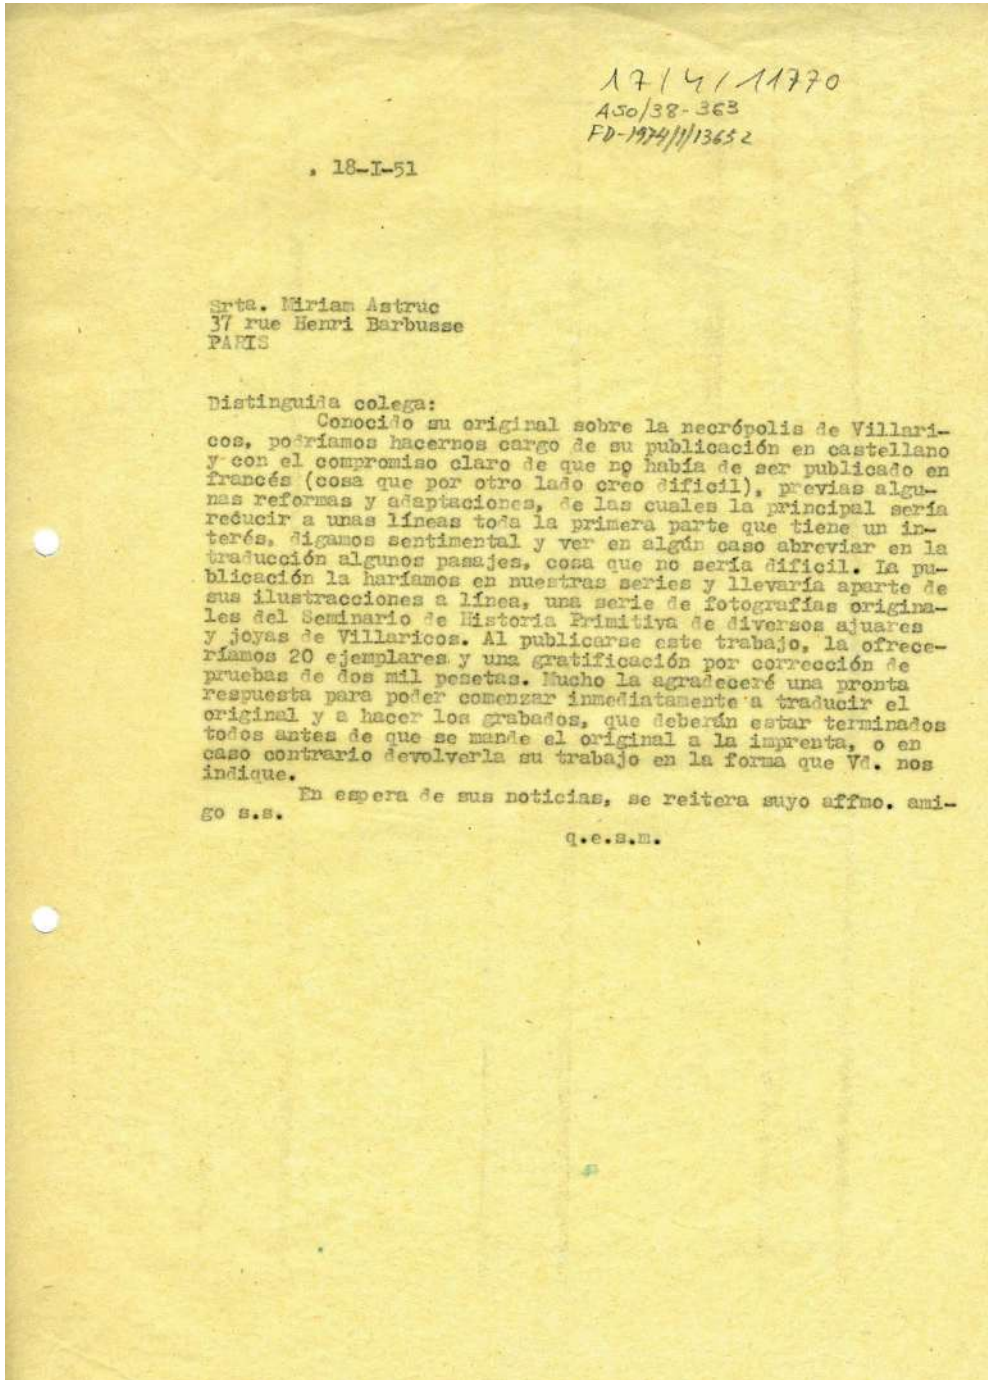 17/4/11770
ASO/38-363
FD-1974/1/13652
. 18-I-51
Srta. Miriam Astruc
37 rue Henri Barbusse
PARIS
Distinguida colega:
Conocido su original sobre la necrópolis de Villari-
cos, podríamos hacernos cargo de su publicación en castellano
y con el compromiso claro de que no había de ser publicado en
francés (cosa que por otro lado creo dificil), previas algu-
nas reformas y adaptaciones, de las cuales la principal sería
reducir a unas líneas toda la primera parte que tiene un in-
terés, digamos sentimental y ver en algún caso abreviar en la
traducción algunos pasajes, cosa que no sería dificil. La pu-
blicación la haríamos en nuestras series y llevaría aparte de
sus ilustracciones a línea, una serie de fotografías origina-
les del Seminario de Historia Primitiva de diversos ajuares
y joyas de Villaricos. Al publicarse este trabajo, la ofrece-
ríamos 20 ejemplares y una gratificación por corrección de
pruebas de dos mil pesetas. Mucho la agradeceré una pronta
respuesta para poder comenzar inmediatamente a traducir el
original y a hacer los grabados, que deberán estar terminados
todos antes de que se mande el original a la imprenta, o en
caso contrario devolverla su trabajo en la forma que Vd. nos
indique.
En espera de sus noticias, se reitera suyo affmo. ami-
go s.s.
q.e.s.m.